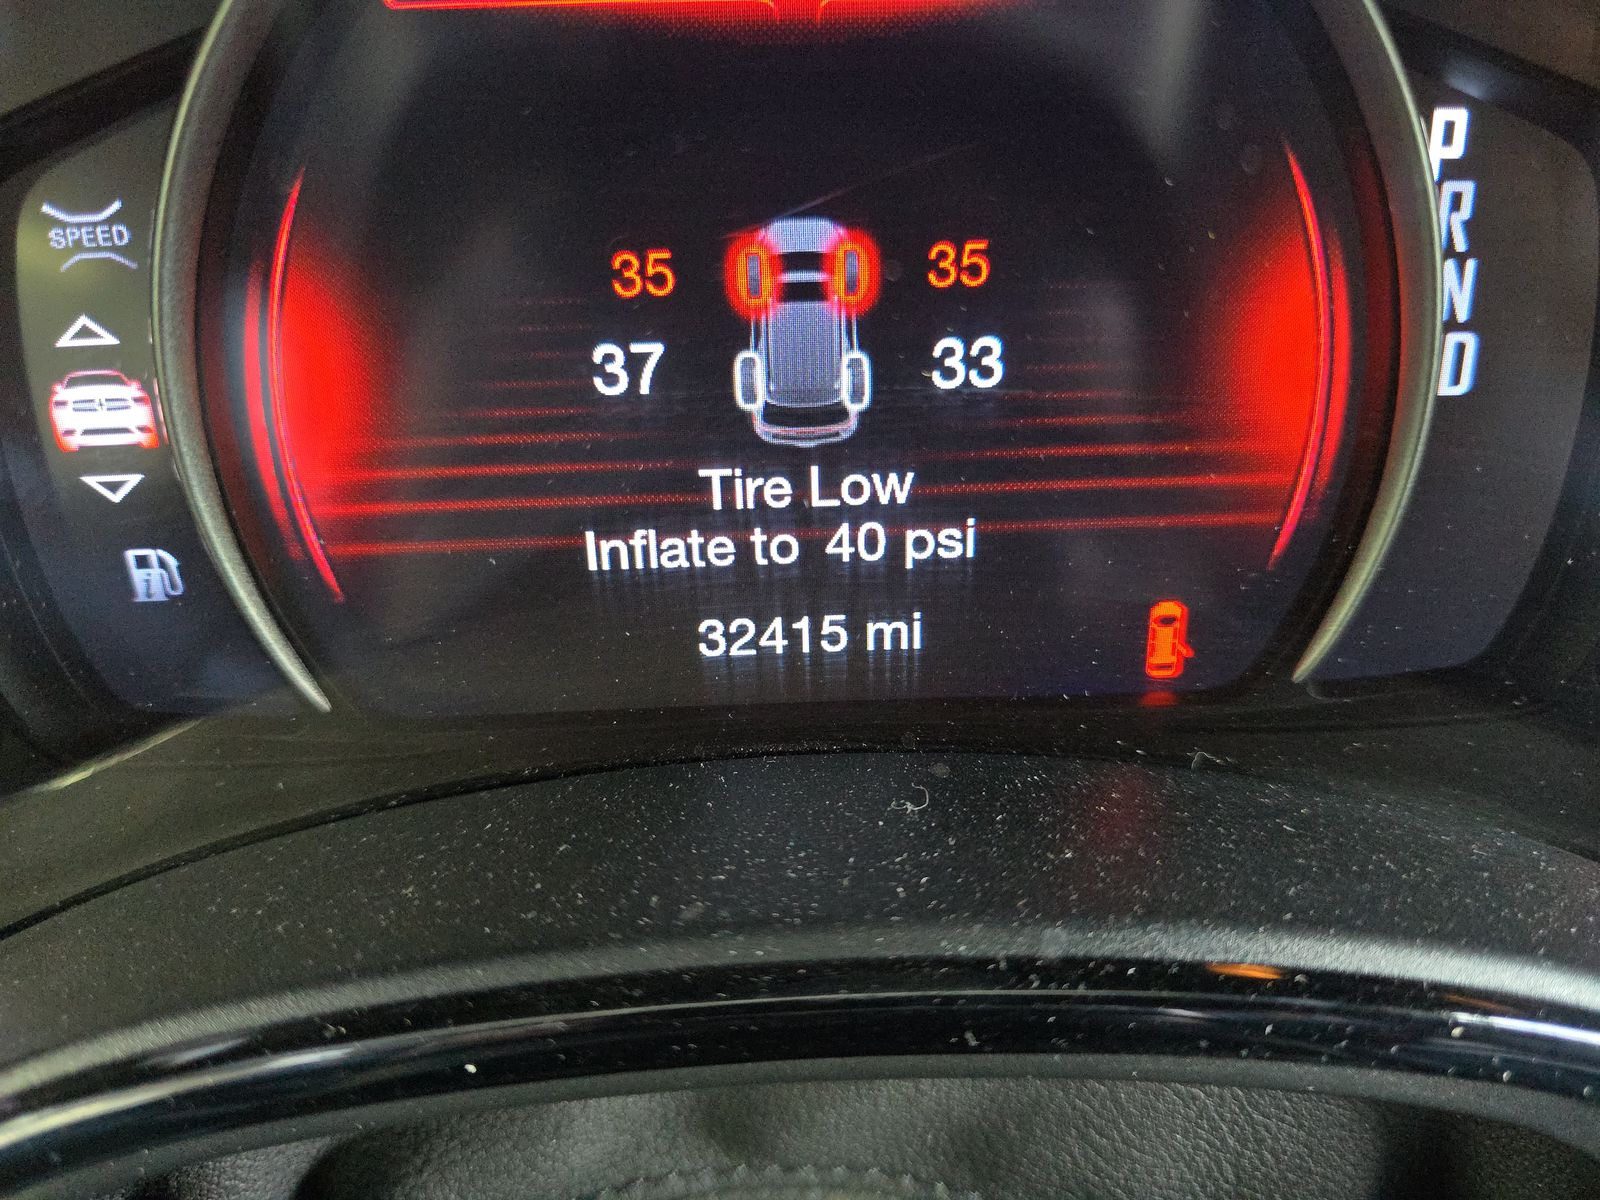 SPEED
P
R
N
D
35 35
37 33
Tire Low
Inflate to 40 psi
32415 mi